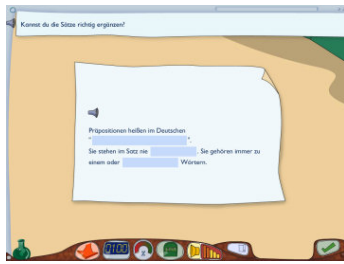 Kannst du die Sätze richtig ergänzen?
Präpositionen heißen im Deutschen
" ".
Sie stehen im Satz nie . Sie gehören immer zu
einem oder Wörtern.